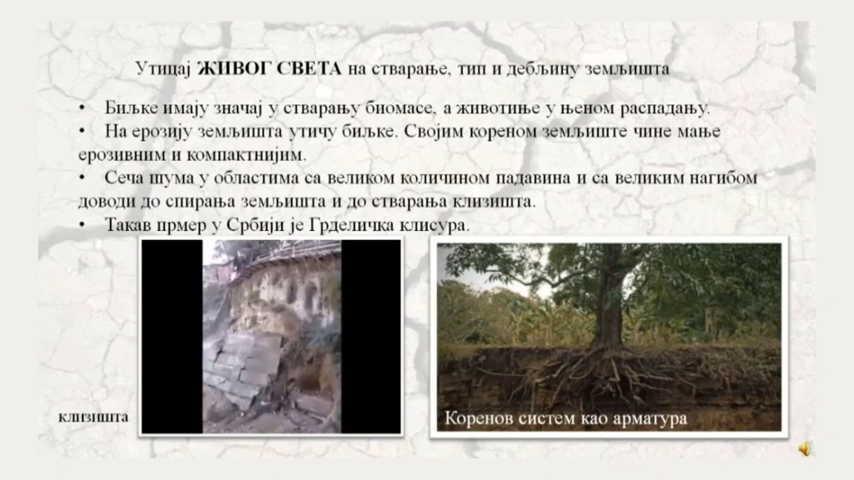 Утицај ЖИВОГ СВЕТА на стварање, тип и дебљину земљишта
• Биљке имају значај у стварању биомасе, а животиње у њеном распадању.
• На ерозију земљишта утичу биљке. Својим кореном земљиште чине мање
ерозивним и компактнијим.
• Сеча шума у областима са великом количином падавина и са великим нагибом
доводи до спирања земљишта и до стварања клизишта.
• Такав прмер у Србији је Грделичка клисура.
клизишта
Коренов систем као арматура